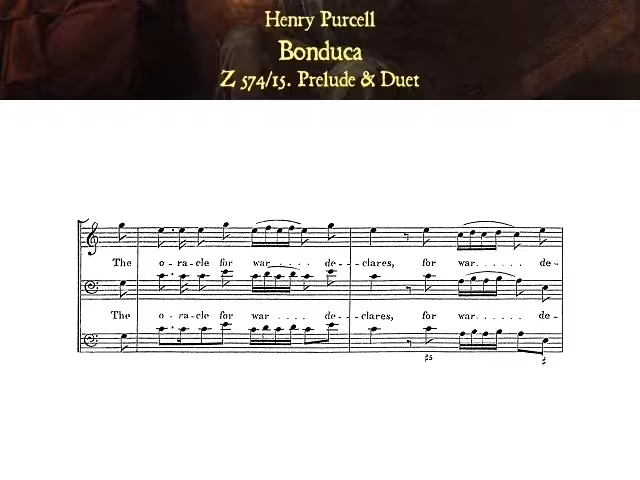 Henry Purcell
Bonduca
Z 574/15. Prelude & Duet
The o - ra - cle for war . . . . . de - - clares, for war . . . . . . de -
The o - ra - cle for war . . . . . de - - clares, for war . . . . . . de -
♯5 ♯